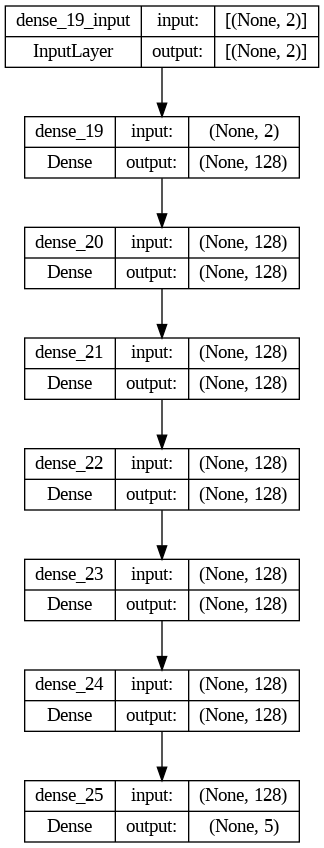 dense_19_input input: [(None, 2)]
InputLayer output: [(None, 2)]
dense_19 input: (None, 2)
Dense output: (None, 128)
dense_20 input: (None, 128)
Dense output: (None, 128)
dense_21 input: (None, 128)
Dense output: (None, 128)
dense_22 input: (None, 128)
Dense output: (None, 128)
dense_23 input: (None, 128)
Dense output: (None, 128)
dense_24 input: (None, 128)
Dense output: (None, 128)
dense_25 input: (None, 128)
Dense output: (None, 5)